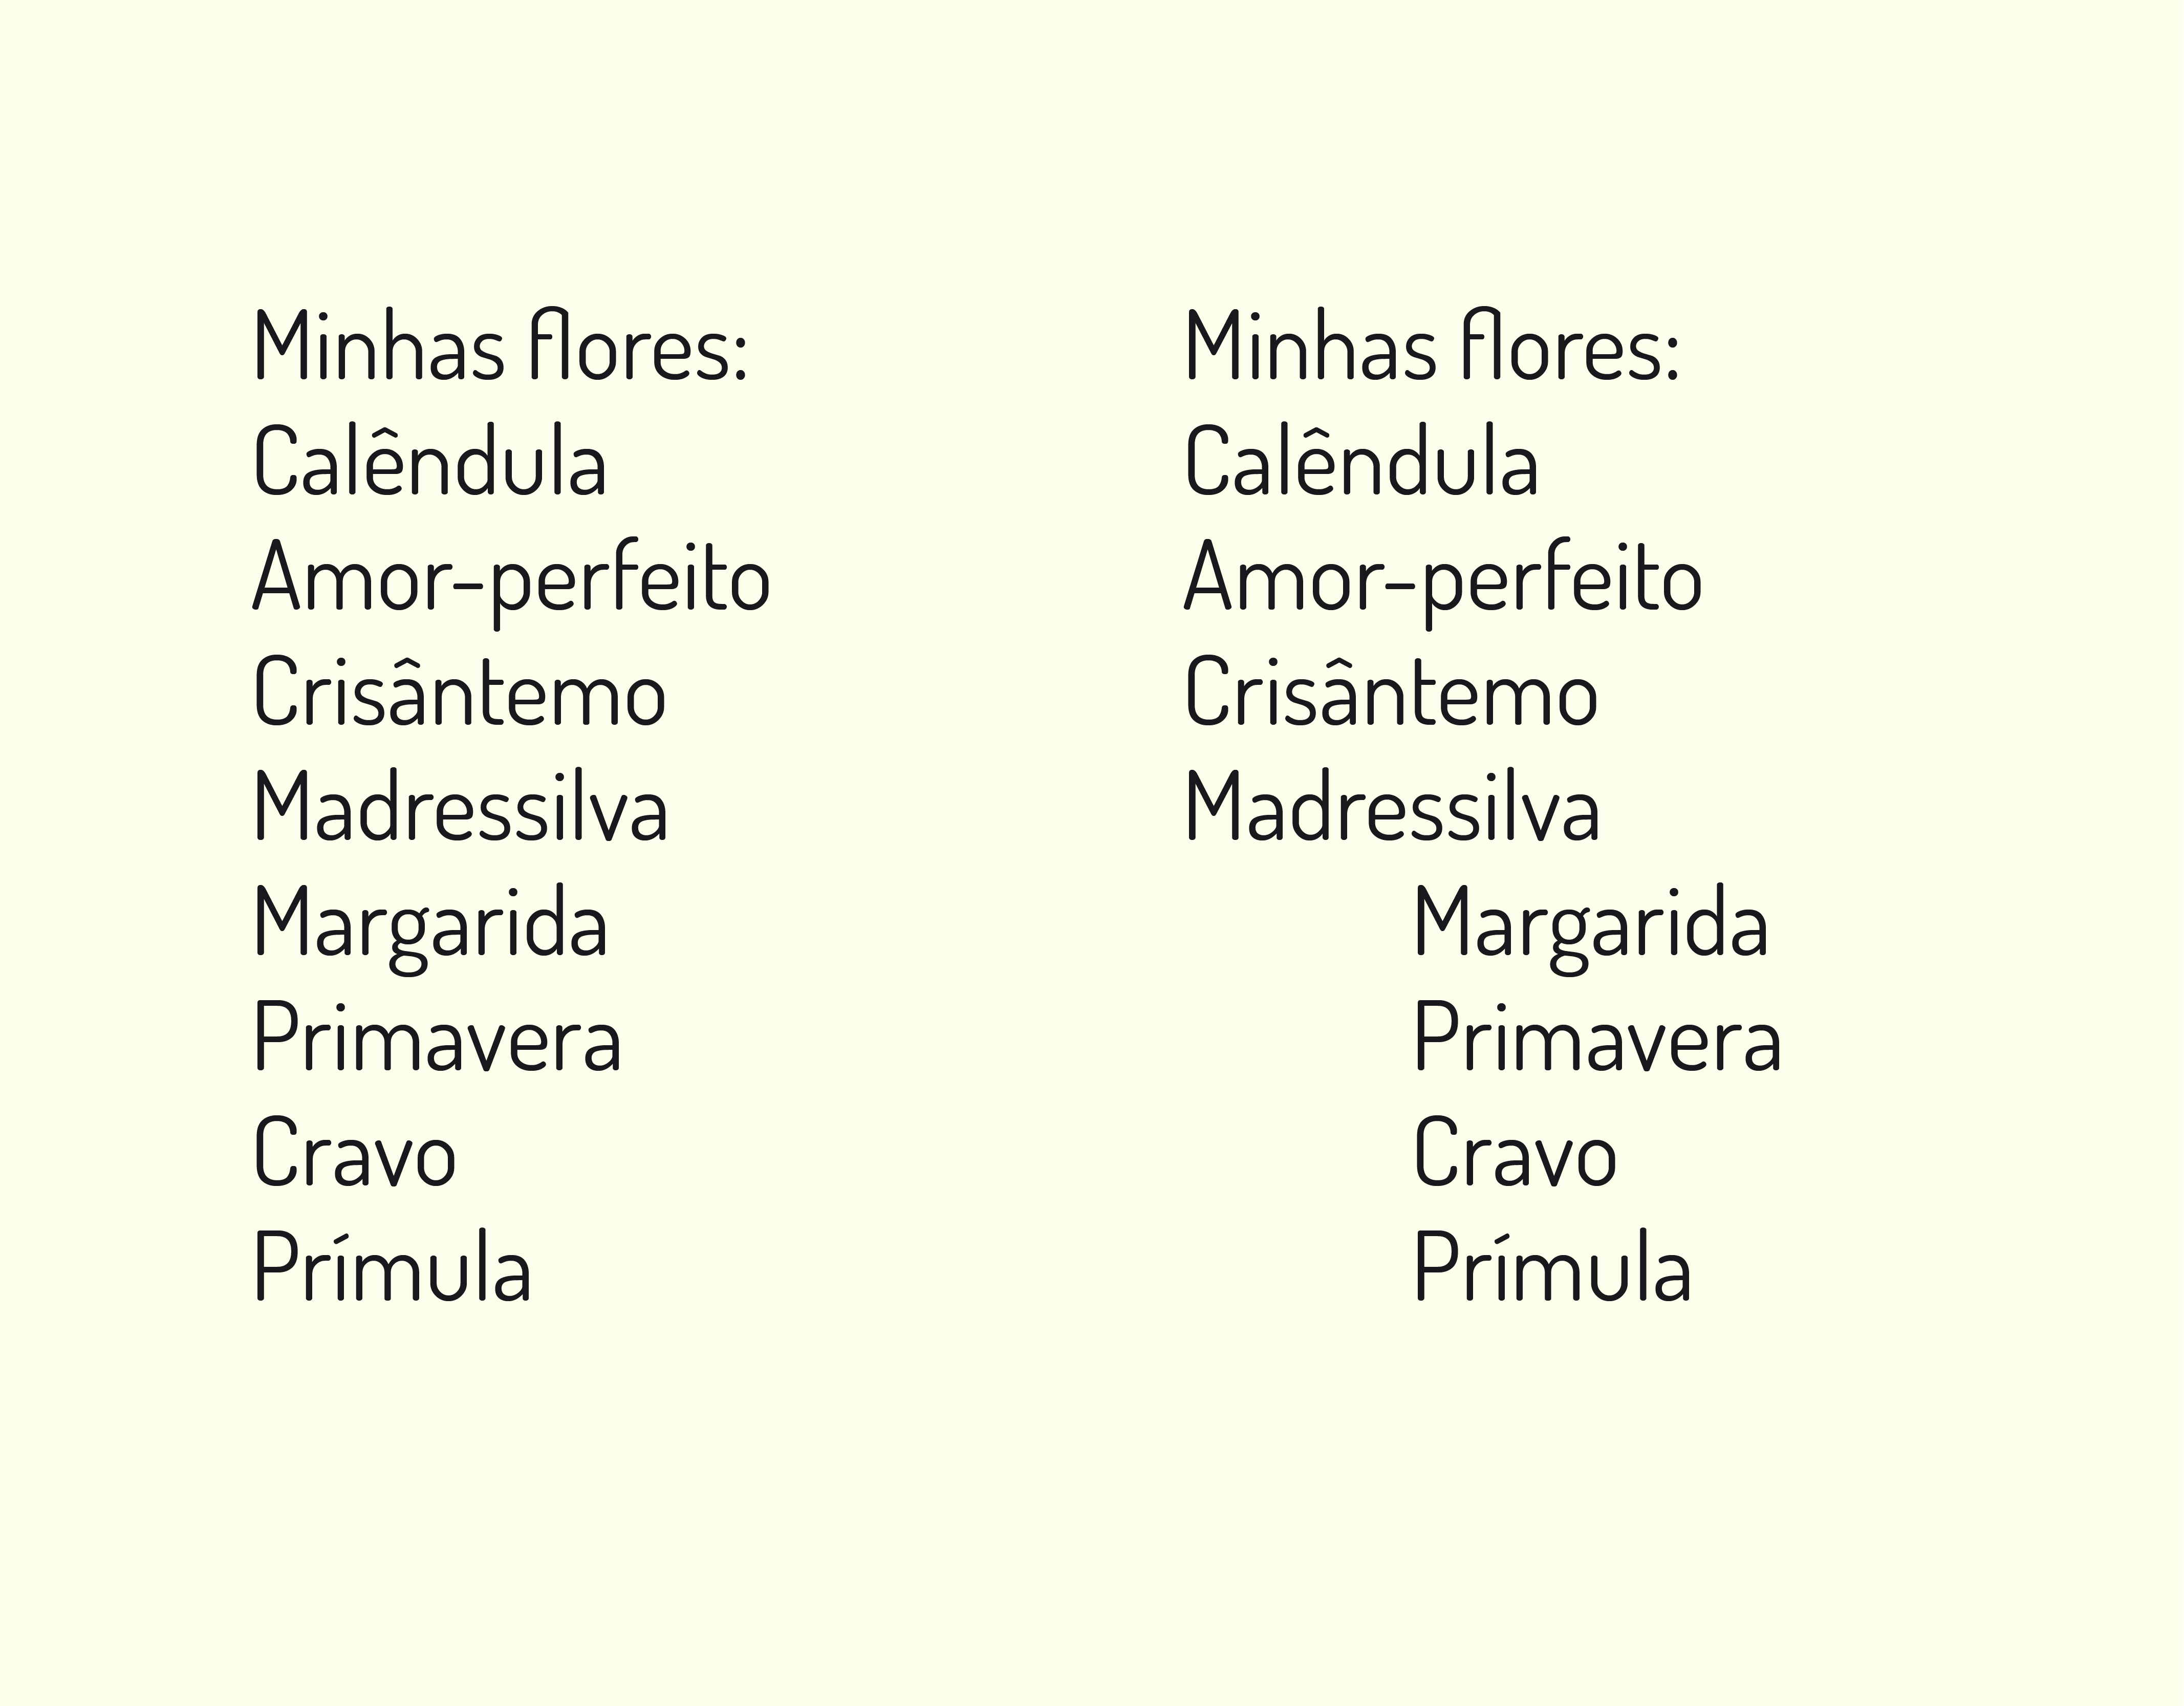 Minhas flores:
Calêndula
Amor-perfeito
Crisântemo
Madressilva
Margarida
Primavera
Cravo
Prímula
Minhas flores:
Calêndula
Amor-perfeito
Crisântemo
Madressilva
Margarida
Primavera
Cravo
Prímula